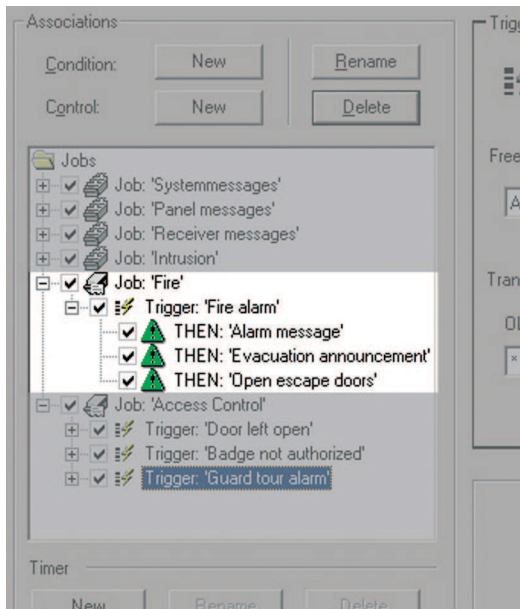 Associations
Trigg
Condition:
New
Rename
Control:
New
Delete
Jobs
Free
Job: 'Systemmessages'
A
Job: 'Panel messages'
Job: 'Receiver messages'
Job: 'Intrusion'
Job: 'Fire'
Tran
Trigger: 'Fire alarm'
THEN: 'Alarm message'
Ol
THEN: 'Evacuation announcement'
*
THEN: 'Open escape doors'
Job: 'Access Control'
Trigger: 'Door left open'
Trigger: 'Badge not authorized'
Trigger: 'Guard tour alarm'
Timer
New
Rename
Delete